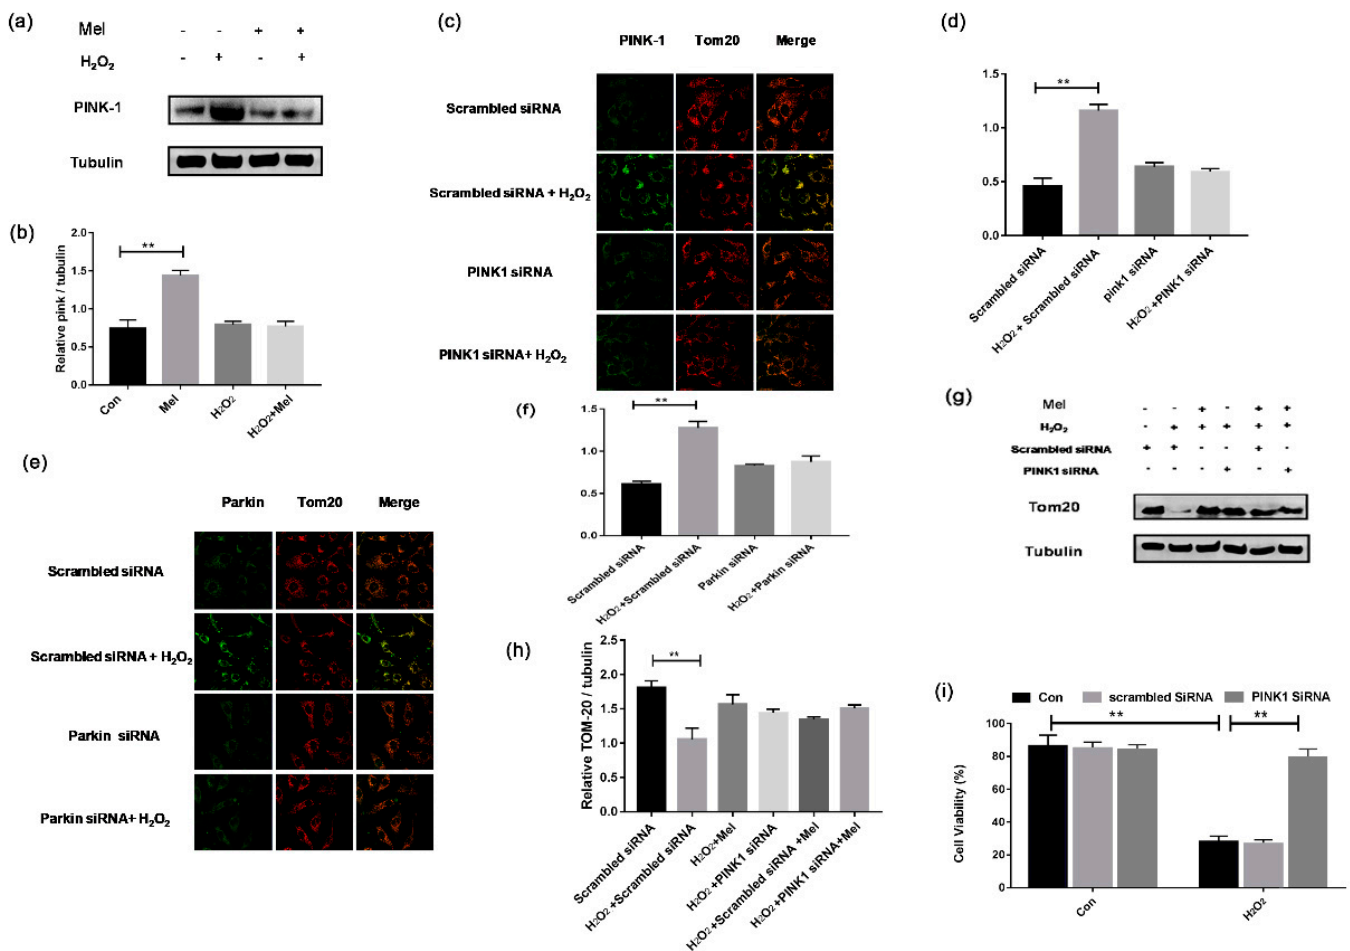 (a)
Mel - - + +
H₂O₂ - + - +
PINK-1
Tubulin
(b)
**
Relative pink / tubulin
2.0
1.5
1.0
0.5
0.0
Con
Mel
H₂O₂
H₂O₂+Mel
(c)
PINK-1 Tom20 Merge
Scrambled siRNA
Scrambled siRNA + H₂O₂
PINK1 siRNA
PINK1 siRNA+ H₂O₂
(d)
**
1.5
1.0
0.5
0.0
Scrambled siRNA
H₂O₂ + Scrambled siRNA
pink1 siRNA
H₂O₂ +PINK1 siRNA
(e)
Parkin Tom20 Merge
Scrambled siRNA
Scrambled siRNA + H₂O₂
Parkin siRNA
Parkin siRNA+ H₂O₂
(f)
**
1.5
1.0
0.5
0.0
Scrambled siRNA
H₂O₂ +Scrambled siRNA
Parkin siRNA
H₂O₂ +Parkin siRNA
(g)
Mel - - + - + +
H₂O₂ - + + + + +
Scrambled siRNA + + - - + -
PINK1 siRNA - - - + - +
Tom20
Tubulin
(h)
**
Relative TOM-20 / tubulin
2.5
2.0
1.5
1.0
0.5
0.0
Scrambled siRNA
H₂O₂ +Scrambled siRNA
H₂O₂+Mel
H₂O₂ +PINK1 siRNA
H₂O₂ +Scrambled siRNA +Mel
H₂O₂ +PINK1 siRNA+Mel
(i)
Con scrambled SiRNA PINK1 SiRNA
** **
Cell Viability (%)
100
80
60
40
20
0
Con
H₂O₂